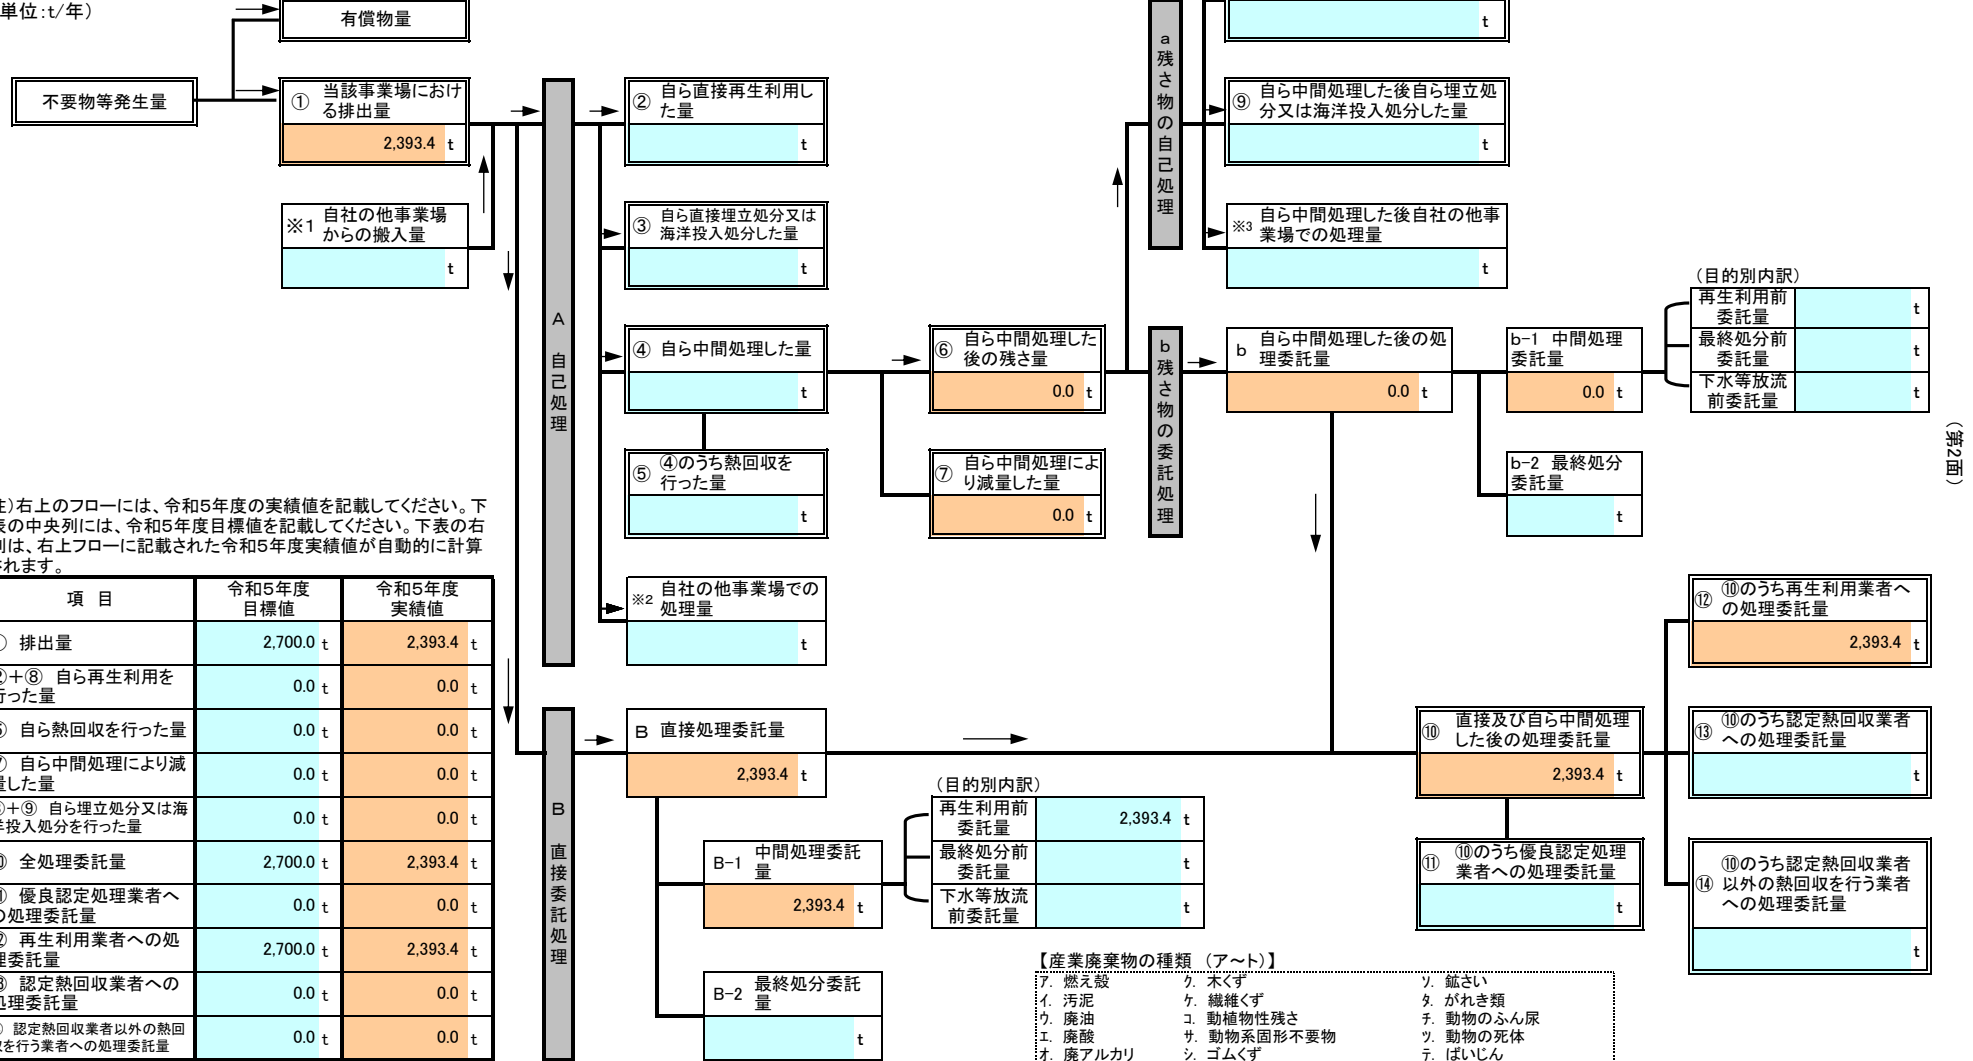 単位:t/年)
有償物量
不要物等発生量
① 当該事業場におけ
る排出量
2,393.4 t
※1 自社の他事業場
からの搬入量
t
A 自己処理
② 自ら直接再生利用し
た量
t
③ 自ら直接埋立処分又は
海洋投入処分した量
t
④ 自ら中間処理した量
t
⑤ ④のうち熱回収を
行った量
t
※2 自社の他事業場での
処理量
t
⑥ 自ら中間処理した
後の残さ量
0.0 t
⑦ 自ら中間処理によ
り減量した量
0.0 t
a 残さ物の自己処理
t
⑨ 自ら中間処理した後自ら埋立処
分又は海洋投入処分した量
t
※3 自ら中間処理した後自社の他事
業場での処理量
t
b 残さ物の委託処理
b 自ら中間処理した後の処
理委託量
0.0 t
b-1 中間処理
委託量
0.0 t
b-2 最終処分
委託量
t
(目的別内訳)
再生利用前
委託量
t
最終処分前
委託量
t
下水等放流
前委託量
t
(第2面)
注)右上のフローには、令和5年度の実績値を記載してください。下
表の中央列には、令和5年度目標値を記載してください。下表の右
列は、右上フローに記載された令和5年度実績値が自動的に計算
されます。
項 目
令和5年度
目標値
令和5年度
実績値
① 排出量 2,700.0 t 2,393.4 t
②+⑧ 自ら再生利用を
行った量 0.0 t 0.0 t
⑤ 自ら熱回収を行った量 0.0 t 0.0 t
⑦ 自ら中間処理により減
量した量 0.0 t 0.0 t
③+⑨ 自ら埋立処分又は海
洋投入処分を行った量 0.0 t 0.0 t
⑩ 全処理委託量 2,700.0 t 2,393.4 t
⑪ 優良認定処理業者へ
の処理委託量 0.0 t 0.0 t
⑫ 再生利用業者への処
理委託量 2,700.0 t 2,393.4 t
⑬ 認定熱回収業者への
処理委託量 0.0 t 0.0 t
⑭ 認定熱回収業者以外の熱回
収を行う業者への処理委託量 0.0 t 0.0 t
B 直接委託処理
B 直接処理委託量
2,393.4 t
B-1 中間処理委託
量
2,393.4 t
B-2 最終処分委託
量
t
(目的別内訳)
再生利用前
委託量
2,393.4 t
最終処分前
委託量
t
下水等放流
前委託量
t
⑩ 直接及び自ら中間処理
した後の処理委託量
2,393.4 t
⑪ ⑩のうち優良認定処理
業者への処理委託量
t
⑫ ⑩のうち再生利用業者へ
の処理委託量
2,393.4 t
⑬ ⑩のうち認定熱回収業者
への処理委託量
t
⑭ ⑩のうち認定熱回収業者
以外の熱回収を行う業者
への処理委託量
t
【産業廃棄物の種類 (ア~ト)】
ア. 燃え殻 ク. 木くず ソ. 鉱さい
イ. 汚泥 ケ. 繊維くず タ. がれき類
ウ. 廃油 コ. 動植物性残さ チ. 動物のふん尿
エ. 廃酸 サ. 動物系固形不要物 ツ. 動物の死体
オ. 廃アルカリ シ. ゴムくず テ. ばいじん